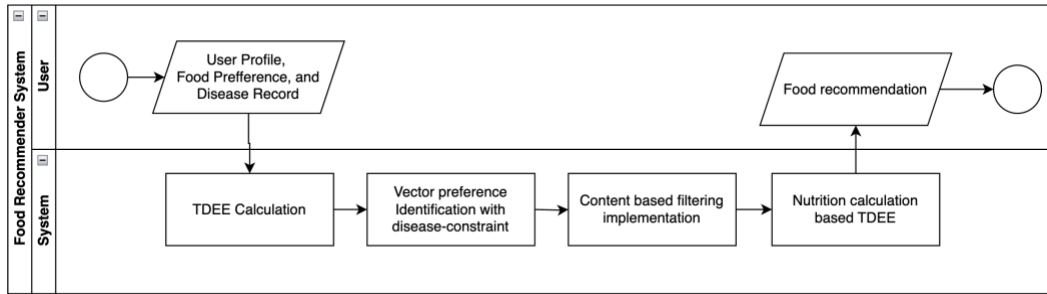 Food Recommender System
User
User Profile,
Food Prefference, and
Disease Record
Food recommendation
System
TDEE Calculation
Vector preference
Identification with
disease-constraint
Content based filtering
implementation
Nutrition calculation
based TDEE